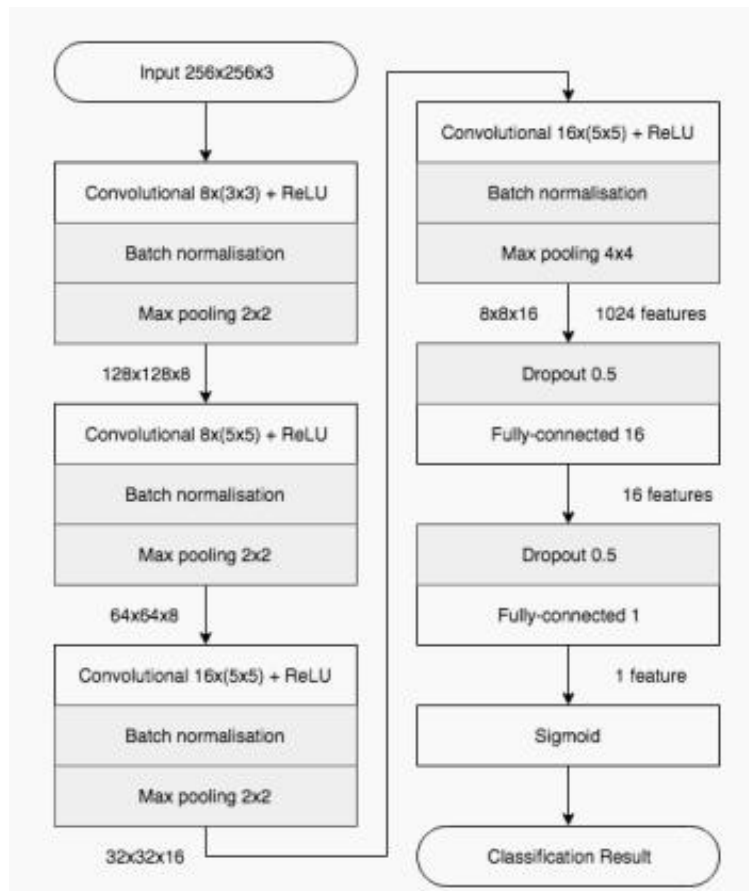 Input 256x256x3
Convolutional 8x(3x3) + ReLU
Batch normalisation
Max pooling 2x2
128x128x8
Convolutional 8x(5x5) + ReLU
Batch normalisation
Max pooling 2x2
64x64x8
Convolutional 16x(5x5) + ReLU
Batch normalisation
Max pooling 2x2
32x32x16
Convolutional 16x(5x5) + ReLU
Batch normalisation
Max pooling 4x4
8x8x16 1024 features
Dropout 0.5
Fully-connected 16
16 features
Dropout 0.5
Fully-connected 1
1 feature
Sigmoid
Classification Result